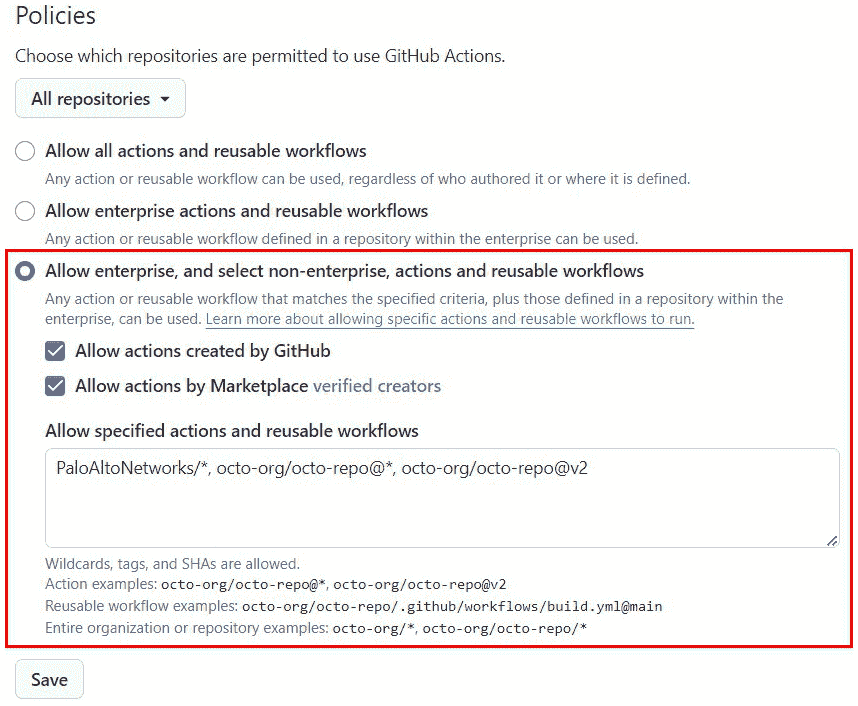 Policies
Choose which repositories are permitted to use GitHub Actions.
All repositories
Allow all actions and reusable workflows
Any action or reusable workflow can be used, regardless of who authored it or where it is defined.
Allow enterprise actions and reusable workflows
Any action or reusable workflow defined in a repository within the enterprise can be used.
Allow enterprise, and select non-enterprise, actions and reusable workflows
Any action or reusable workflow that matches the specified criteria, plus those defined in a repository within the
enterprise, can be used. Learn more about allowing specific actions and reusable workflows to run.
Allow actions created by GitHub
Allow actions by Marketplace verified creators
Allow specified actions and reusable workflows
PaloAltoNetworks/*, octo-org/octo-repo@*, octo-org/octo-repo@v2
Wildcards, tags, and SHAs are allowed.
Action examples: octo-org/octo-repo@*, octo-org/octo-repo@v2
Reusable workflow examples: octo-org/octo-repo/.github/workflows/build.yml@main
Entire organization or repository examples: octo-org/*, octo-org/octo-repo/*
Save